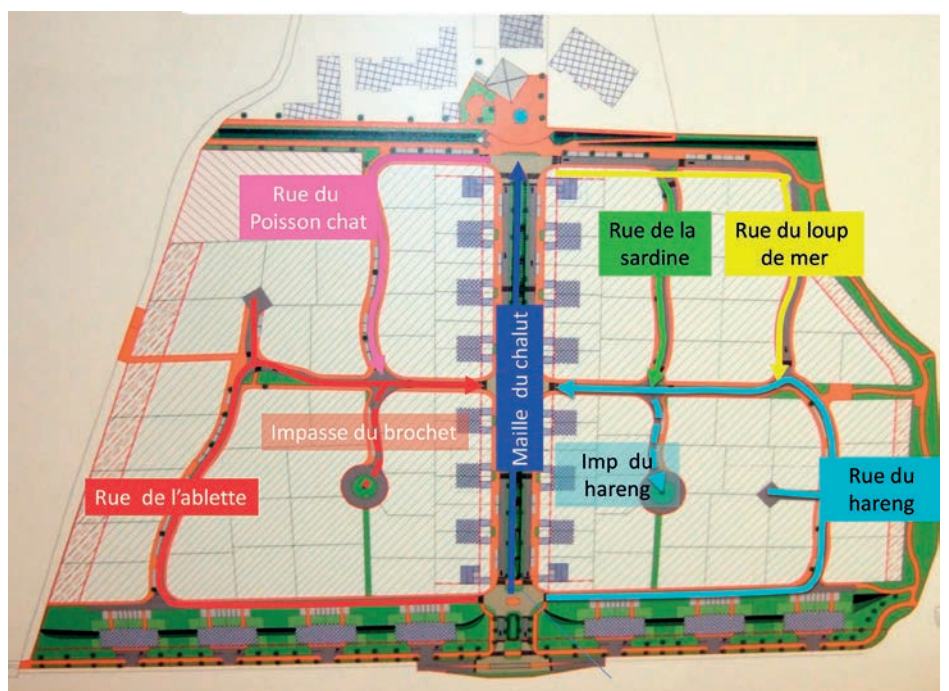 Rue du
Poisson chat
Rue de la
sardine
Rue du loup
de mer
Maille du chalut
Impasse du brochet
Imp du
hareng
Rue de l'ablette
Rue du
hareng